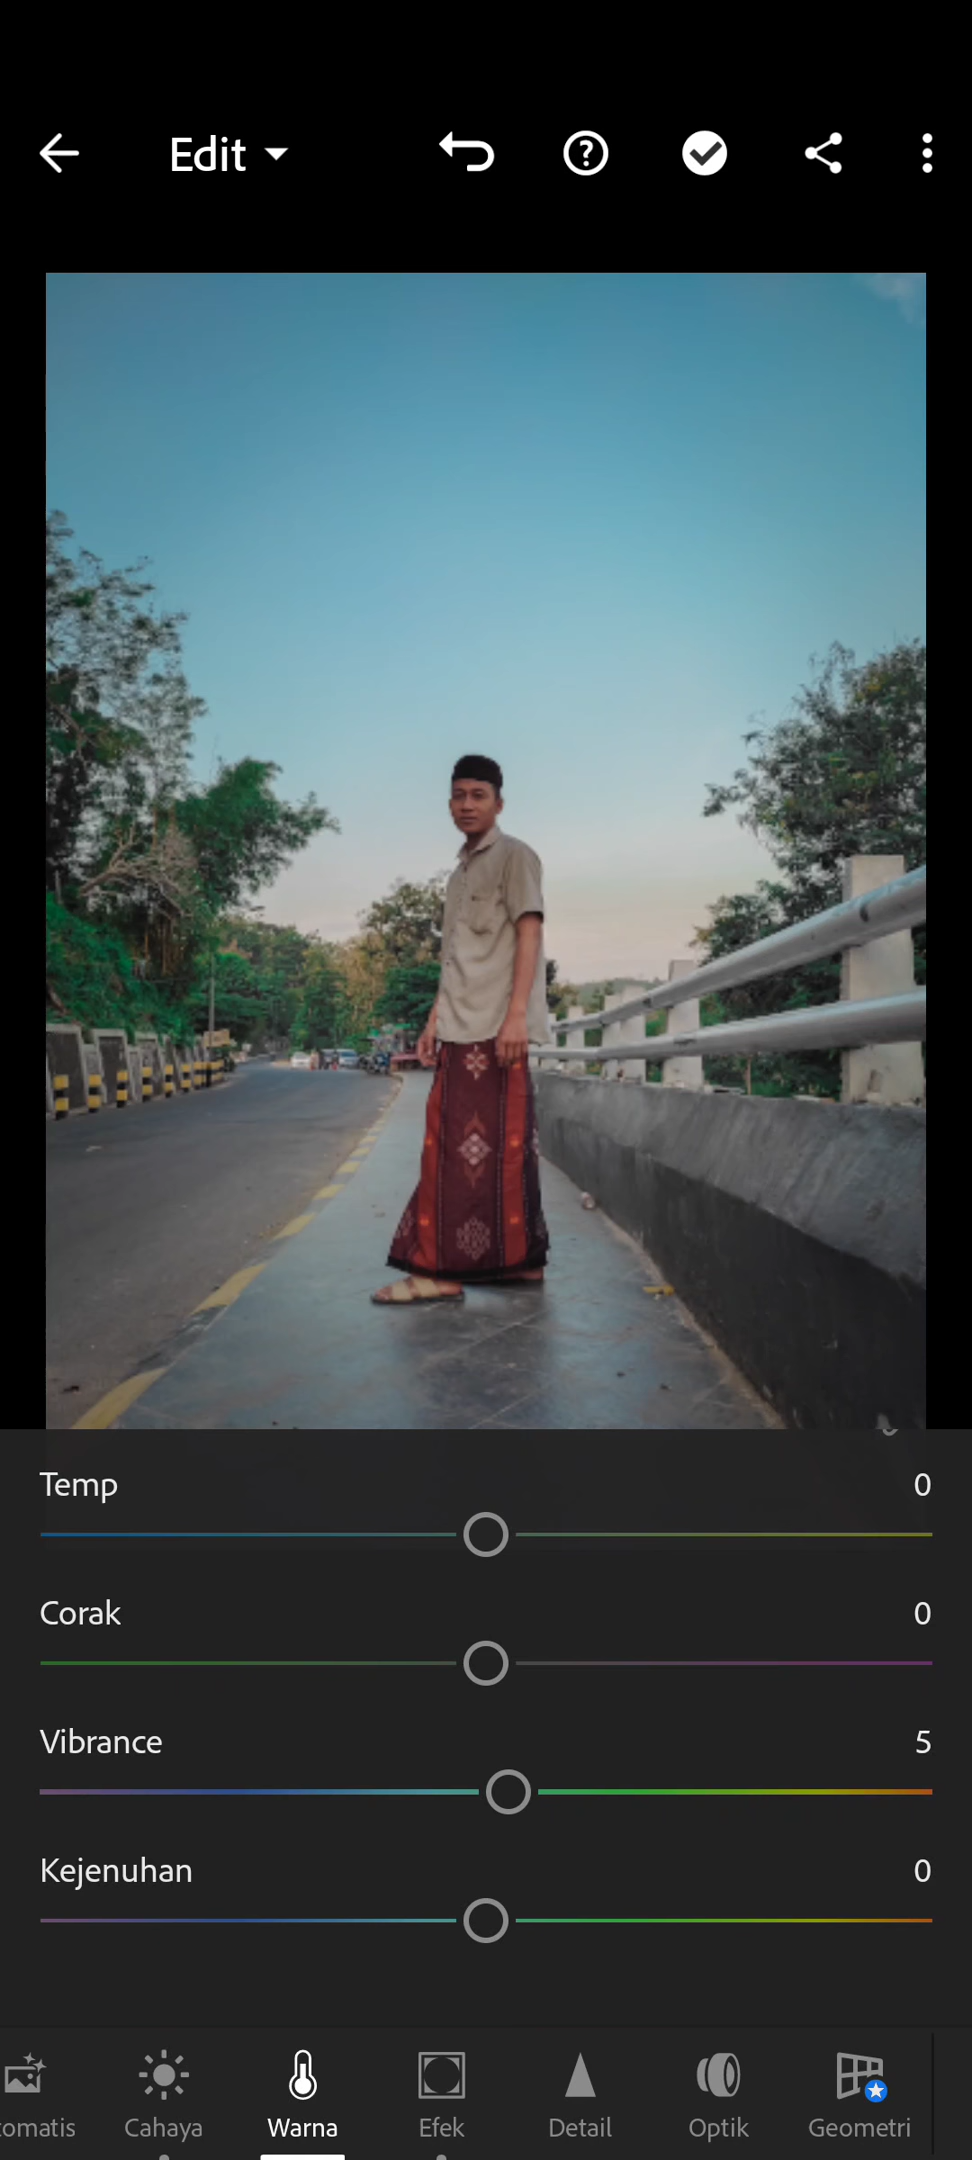 Edit
Temp 0
Corak 0
Vibrance 5
Kejenuhan 0
omatis Cahaya Warna Efek Detail Optik Geometri